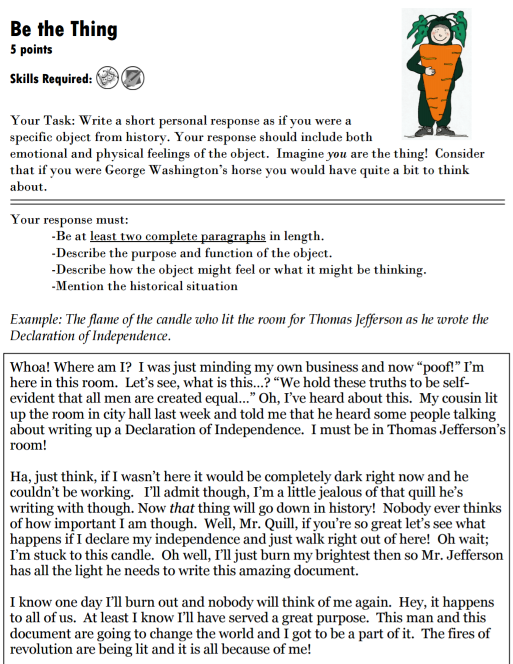 Be the Thing
5 points
Skills Required:
Your Task: Write a short personal response as if you were a
specific object from history. Your response should include both
emotional and physical feelings of the object.  Imagine you are the thing!  Consider
that if you were George Washington's horse you would have quite a bit to think
about.
Your response must:
-Be at least two complete paragraphs in length.
-Describe the purpose and function of the object.
-Describe how the object might feel or what it might be thinking.
-Mention the historical situation
Example: The flame of the candle who lit the room for Thomas Jefferson as he wrote the
Declaration of Independence.
Whoa! Where am I?  I was just minding my own business and now “poof!” I'm
here in this room.  Let's see, what is this…? “We hold these truths to be self-
evident that all men are created equal…” Oh, I've heard about this.  My cousin lit
up the room in city hall last week and told me that he heard some people talking
about writing up a Declaration of Independence.  I must be in Thomas Jefferson's
room!
Ha, just think, if I wasn't here it would be completely dark right now and he
couldn't be working.   I'll admit though, I'm a little jealous of that quill he's
writing with though. Now that thing will go down in history!  Nobody ever thinks
of how important I am though.  Well, Mr. Quill, if you're so great let's see what
happens if I declare my independence and just walk right out of here!  Oh wait;
I'm stuck to this candle.  Oh well, I'll just burn my brightest then so Mr. Jefferson
has all the light he needs to write this amazing document.
I know one day I'll burn out and nobody will think of me again.  Hey, it happens
to all of us.  At least I know I'll have served a great purpose.  This man and this
document are going to change the world and I got to be a part of it.  The fires of
revolution are being lit and it is all because of me!